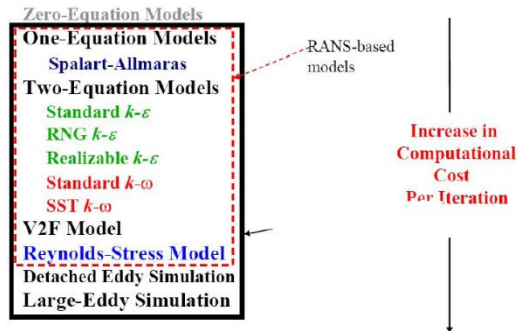 Zero-Equation Models
One-Equation Models
Spalart-Allmaras
Two-Equation Models
Standard k-ε
RNG k-ε
Realizable k-ε
Standard k-ω
SST k-ω
V2F Model
Reynolds-Stress Model
Detached Eddy Simulation
Large-Eddy Simulation
RANS-based
models
Increase in
Computational
Cost
Per Iteration